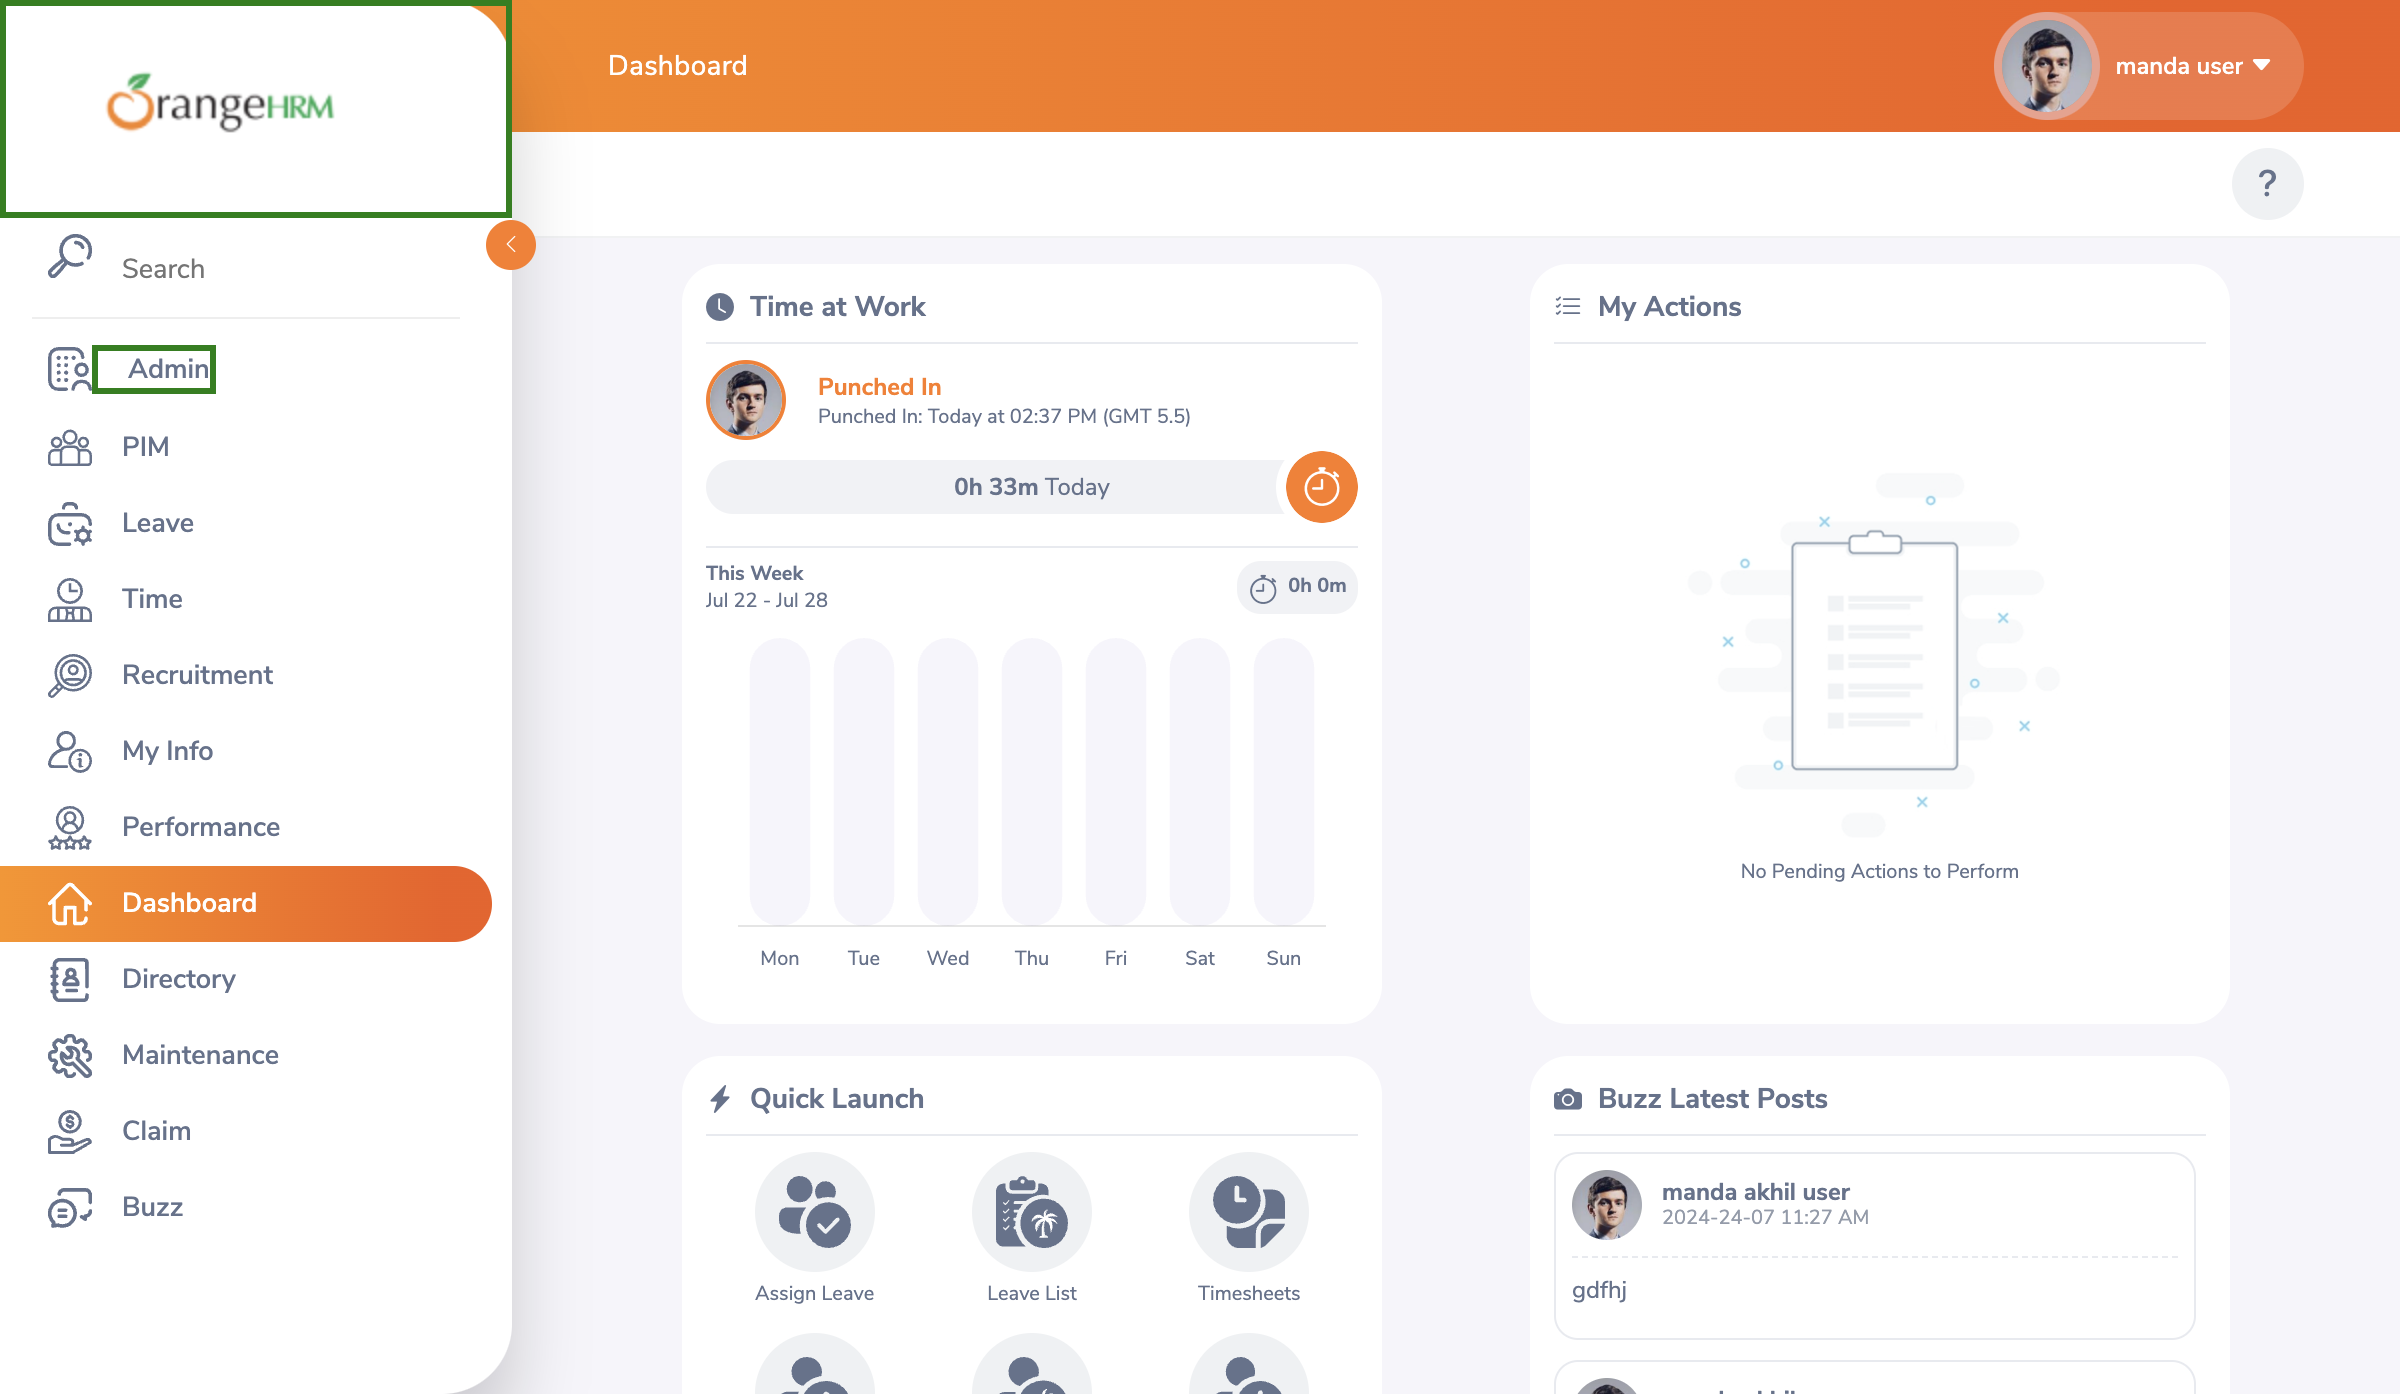 OrangeHRM
Dashboard
manda user
?
Search
Admin
PIM
Leave
Time
Recruitment
My Info
Performance
Dashboard
Directory
Maintenance
Claim
Buzz
Time at Work
Punched In
Punched In: Today at 02:37 PM (GMT 5.5)
0h 33m Today
This Week
Jul 22 - Jul 28
0h 0m
Mon Tue Wed Thu Fri Sat Sun
My Actions
No Pending Actions to Perform
Quick Launch
Assign Leave
Leave List
Timesheets
Buzz Latest Posts
manda akhil user
2024-24-07 11:27 AM
gdfhj